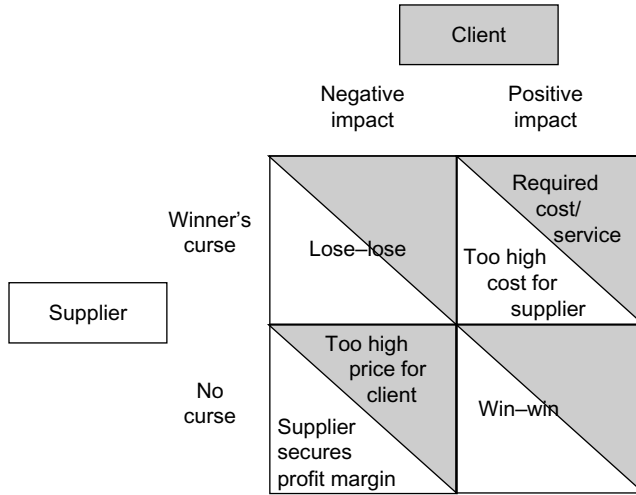 Client
Negative
impact
Positive
impact
Winner's
curse
Lose–lose
Required
cost/
service
Too high
cost for
supplier
Supplier
No
curse
Too high
price for
client
Supplier
secures
profit margin
Win–win